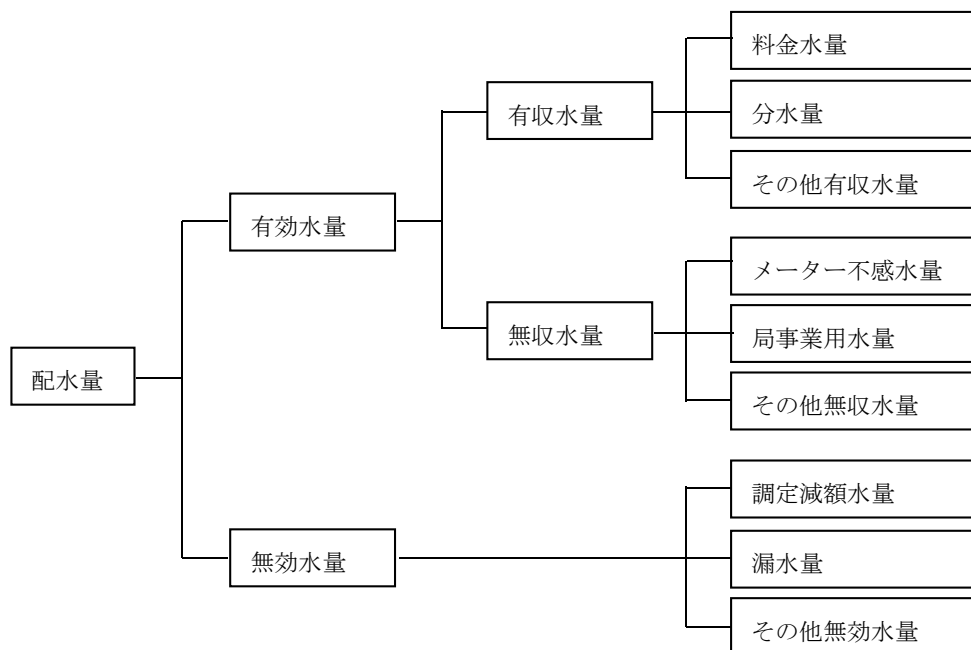 料金水量
有収水量
分水量
その他有収水量
有効水量
メーター不感水量
無収水量
局事業用水量
配水量
その他無収水量
調定減額水量
無効水量
漏水量
その他無効水量